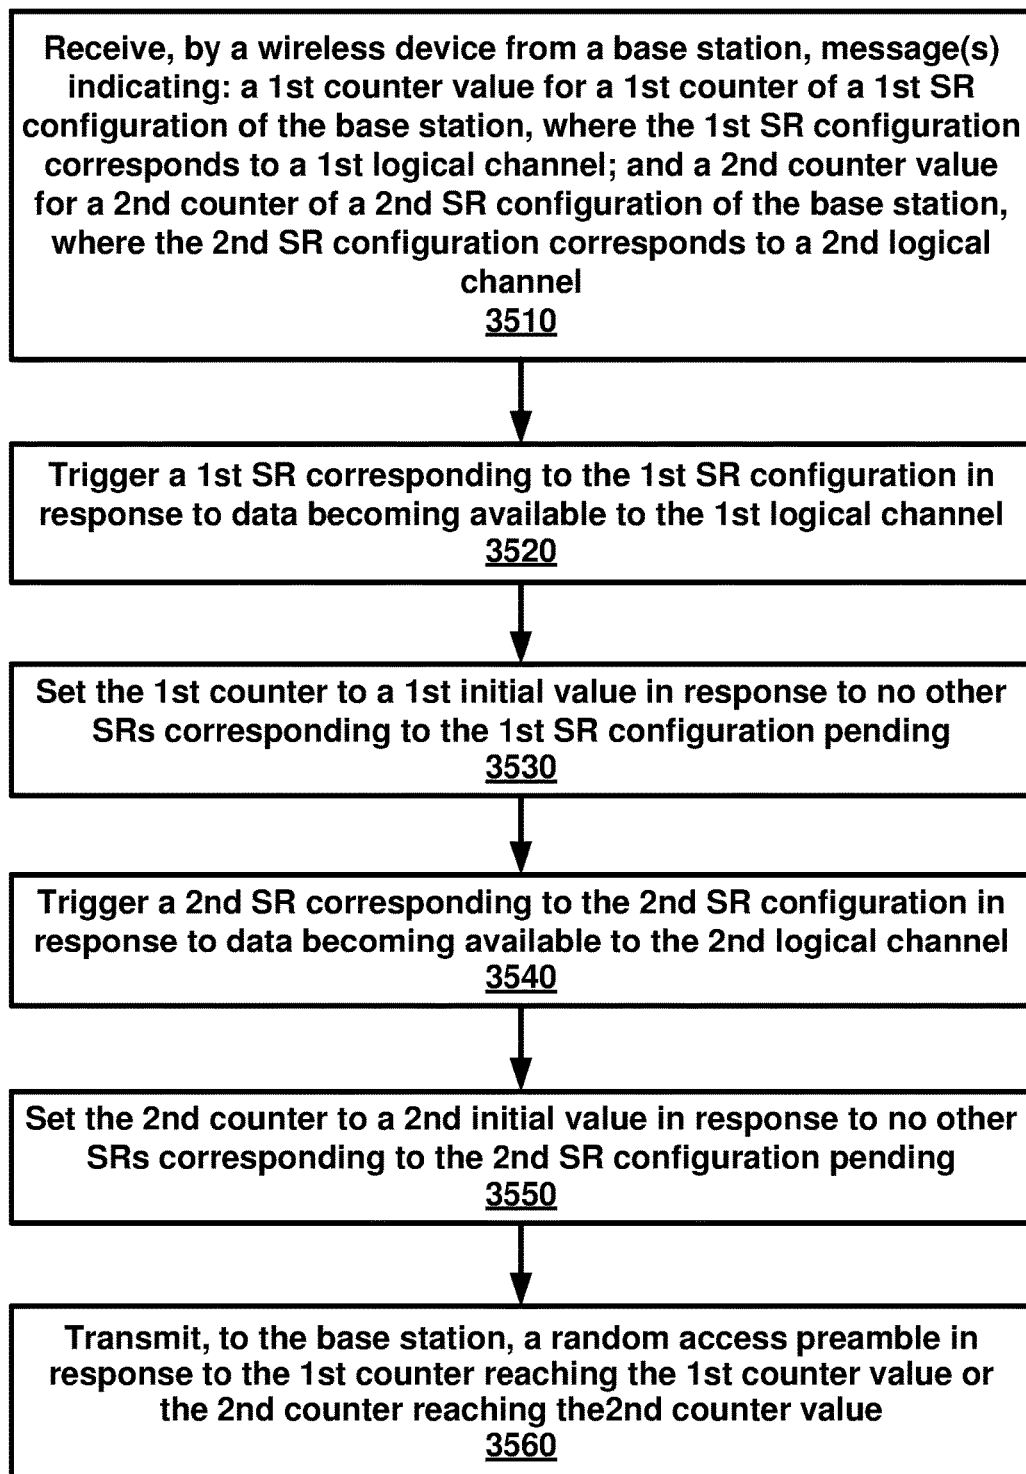 Receive, by a wireless device from a base station, message(s)
indicating: a 1st counter value for a 1st counter of a 1st SR
configuration of the base station, where the 1st SR configuration
corresponds to a 1st logical channel; and a 2nd counter value
for a 2nd counter of a 2nd SR configuration of the base station,
where the 2nd SR configuration corresponds to a 2nd logical
channel
3510
Trigger a 1st SR corresponding to the 1st SR configuration in
response to data becoming available to the 1st logical channel
3520
Set the 1st counter to a 1st initial value in response to no other
SRs corresponding to the 1st SR configuration pending
3530
Trigger a 2nd SR corresponding to the 2nd SR configuration in
response to data becoming available to the 2nd logical channel
3540
Set the 2nd counter to a 2nd initial value in response to no other
SRs corresponding to the 2nd SR configuration pending
3550
Transmit, to the base station, a random access preamble in
response to the 1st counter reaching the 1st counter value or
the 2nd counter reaching the2nd counter value
3560